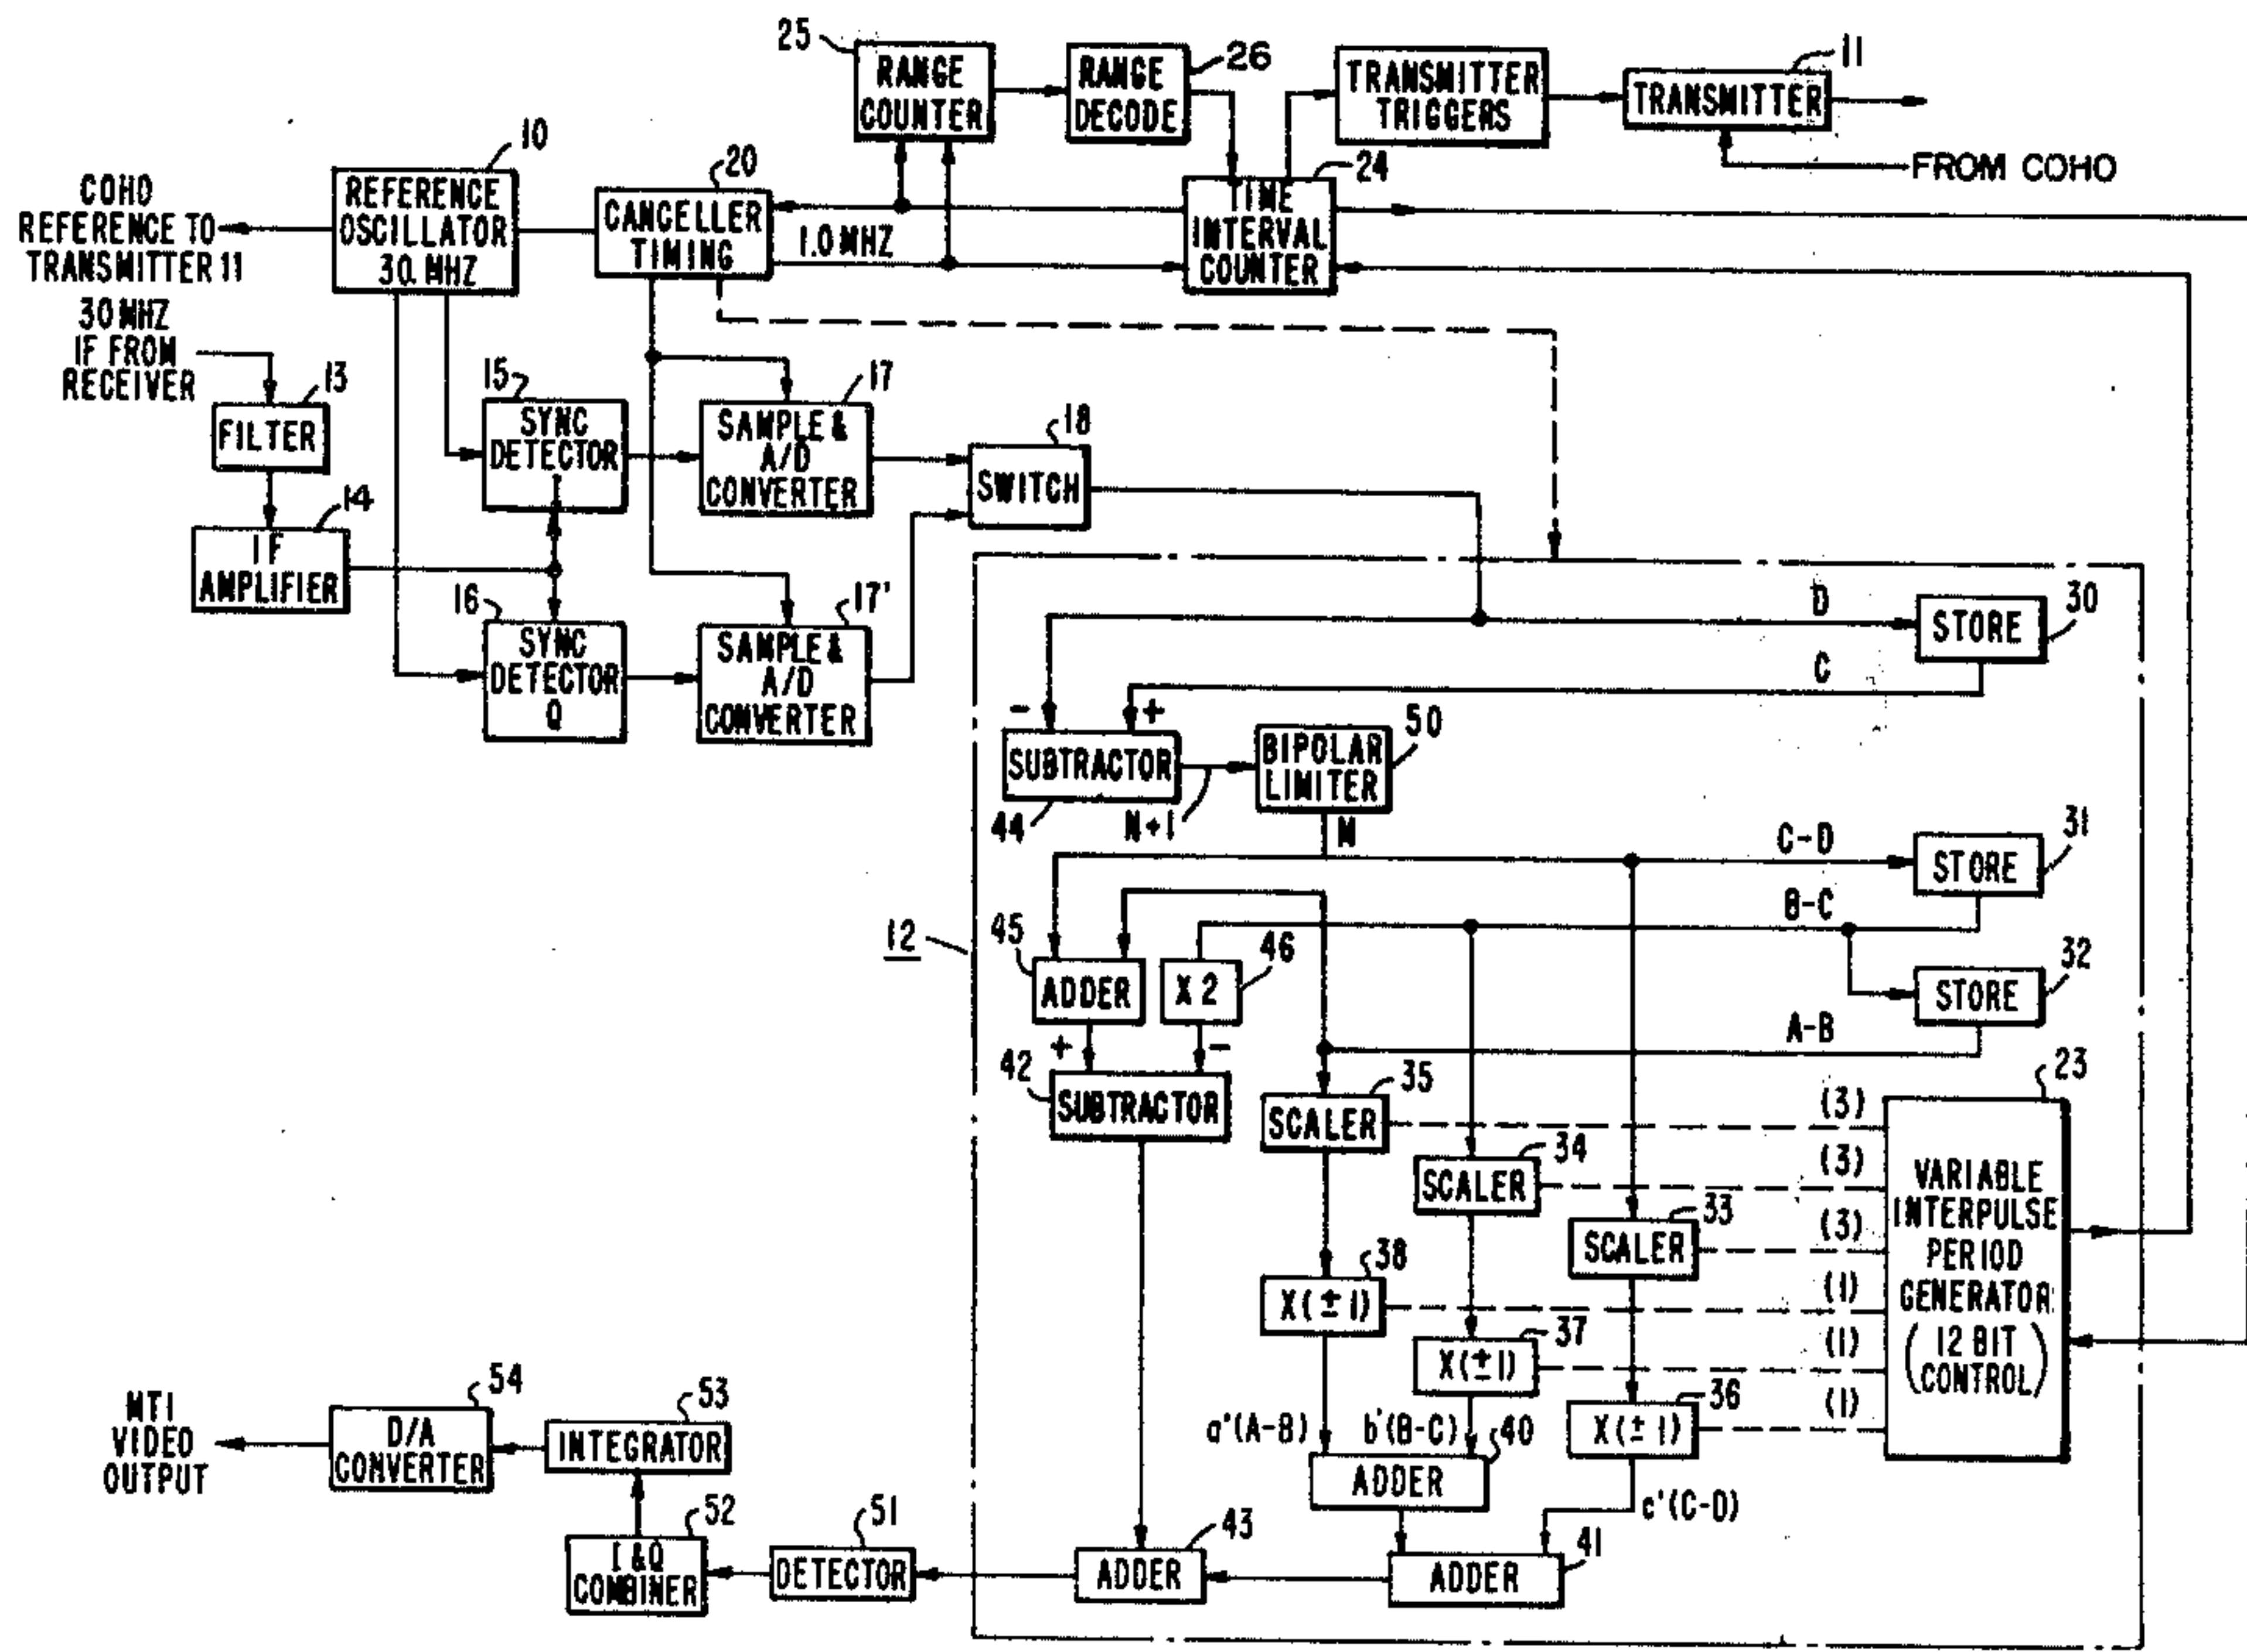 25
RANGE
COUNTER
RANGE
DECODE
26
TRANSMITTER
TRIGGERS
11
TRANSMITTER
FROM COHO
COHO
REFERENCE TO
TRANSMITTER 11
10
REFERENCE
OSCILLATOR
30. MHZ
20
CANCELLER
TIMING
1.0 MHZ
24
TIME
INTERVAL
COUNTER
30 MHZ
IF FROM
RECEIVER
13
FILTER
14
IF
AMPLIFIER
15
SYNC
DETECTOR
I
16
SYNC
DETECTOR
Q
17
SAMPLE &
A/D
CONVERTER
17'
SAMPLE &
A/D
CONVERTER
18
SWITCH
D
STORE
30
C
-
+
SUBTRACTOR
44
N+1
BIPOLAR
LIMITER
50
N
C-D
31
STORE
B-C
12
45
ADDER
X 2
46
32
STORE
A-B
+
-
42
SUBTRACTOR
35
SCALER
(3)
34
SCALER
(3)
33
SCALER
(3)
38
X(±1)
(1)
37
X(±1)
(1)
36
X(±1)
(1)
23
VARIABLE
INTERPULSE
PERIOD
GENERATOR
(12 BIT
CONTROL)
a'(A-B)
b'(B-C)
40
ADDER
c'(C-D)
41
ADDER
43
ADDER
51
DETECTOR
52
I&Q
COMBINER
53
INTEGRATOR
54
D/A
CONVERTER
MTI
VIDEO
OUTPUT